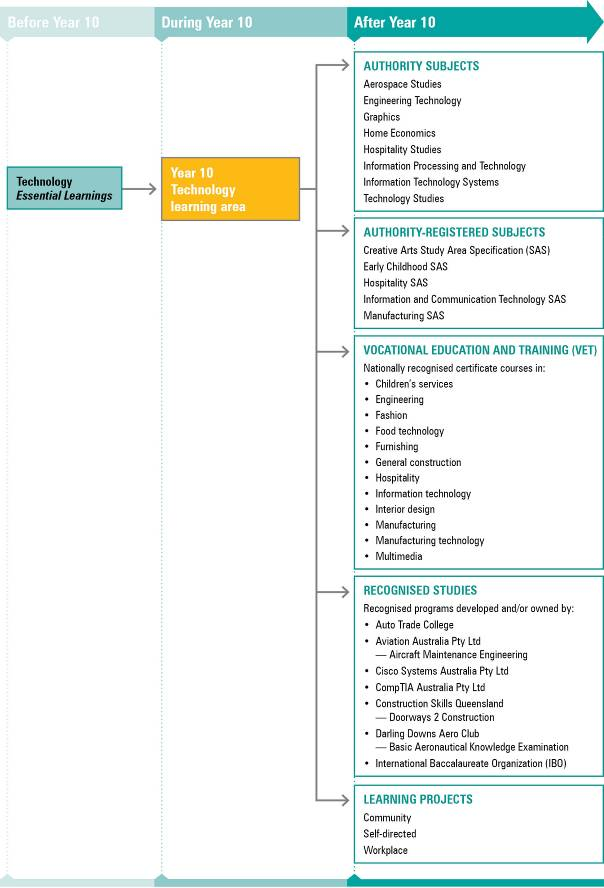 Before Year 10
During Year 10
After Year 10
Technology
Essential Learnings
Year 10
Technology
learning area
AUTHORITY SUBJECTS
Aerospace Studies
Engineering Technology
Graphics
Home Economics
Hospitality Studies
Information Processing and Technology
Information Technology Systems
Technology Studies
AUTHORITY-REGISTERED SUBJECTS
Creative Arts Study Area Specification (SAS)
Early Childhood SAS
Hospitality SAS
Information and Communication Technology SAS
Manufacturing SAS
VOCATIONAL EDUCATION AND TRAINING (VET)
Nationally recognised certificate courses in:
• Children's services
• Engineering
• Fashion
• Food technology
• Furnishing
• General construction
• Hospitality
• Information technology
• Interior design
• Manufacturing
• Manufacturing technology
• Multimedia
RECOGNISED STUDIES
Recognised programs developed and/or owned by:
• Auto Trade College
• Aviation Australia Pty Ltd
— Aircraft Maintenance Engineering
• Cisco Systems Australia Pty Ltd
• CompTIA Australia Pty Ltd
• Construction Skills Queensland
— Doorways 2 Construction
• Darling Downs Aero Club
— Basic Aeronautical Knowledge Examination
• International Baccalaureate Organization (IBO)
LEARNING PROJECTS
Community
Self-directed
Workplace